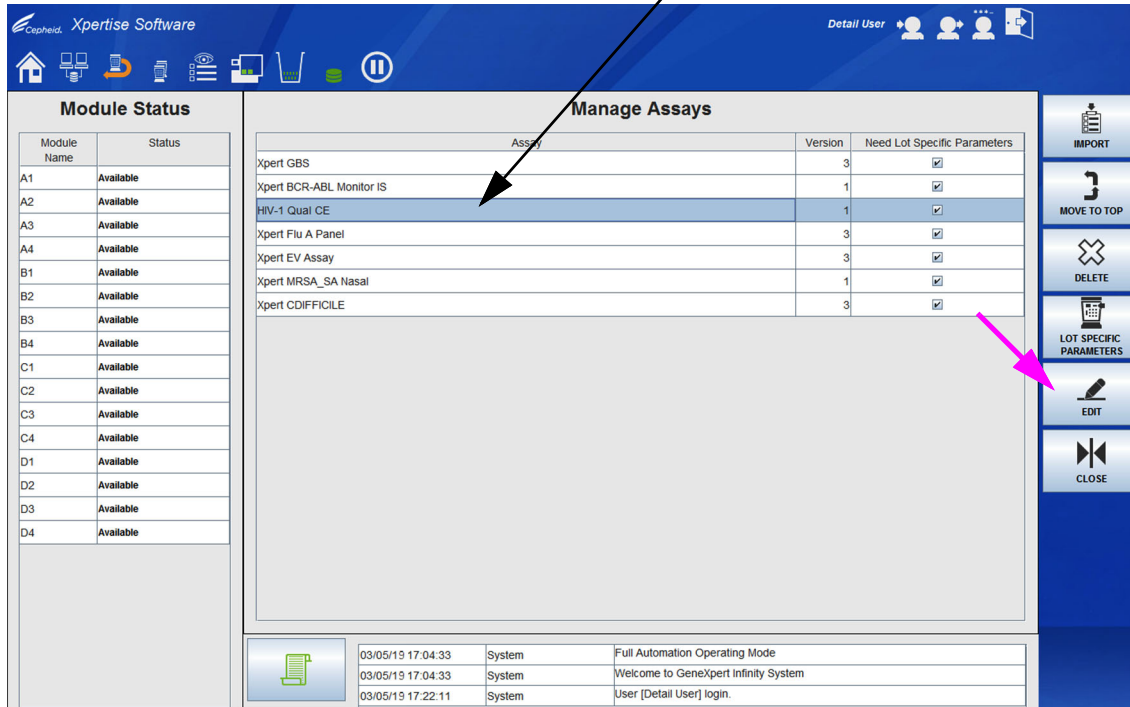 Cepheid. Xpertise Software
Detail User
Module Status
Module Name Status
A1 Available
A2 Available
A3 Available
A4 Available
B1 Available
B2 Available
B3 Available
B4 Available
C1 Available
C2 Available
C3 Available
C4 Available
D1 Available
D2 Available
D3 Available
D4 Available
Manage Assays
Assay Version Need Lot Specific Parameters
Xpert GBS 3
Xpert BCR-ABL Monitor IS 1
HIV-1 Qual CE 1
Xpert Flu A Panel 3
Xpert EV Assay 3
Xpert MRSA_SA Nasal 1
Xpert CDIFFICILE 3
03/05/19 17:04:33 System Full Automation Operating Mode
03/05/19 17:04:33 System Welcome to GeneXpert Infinity System
03/05/19 17:22:11 System User [Detail User] login.
IMPORT
MOVE TO TOP
DELETE
LOT SPECIFIC
PARAMETERS
EDIT
CLOSE